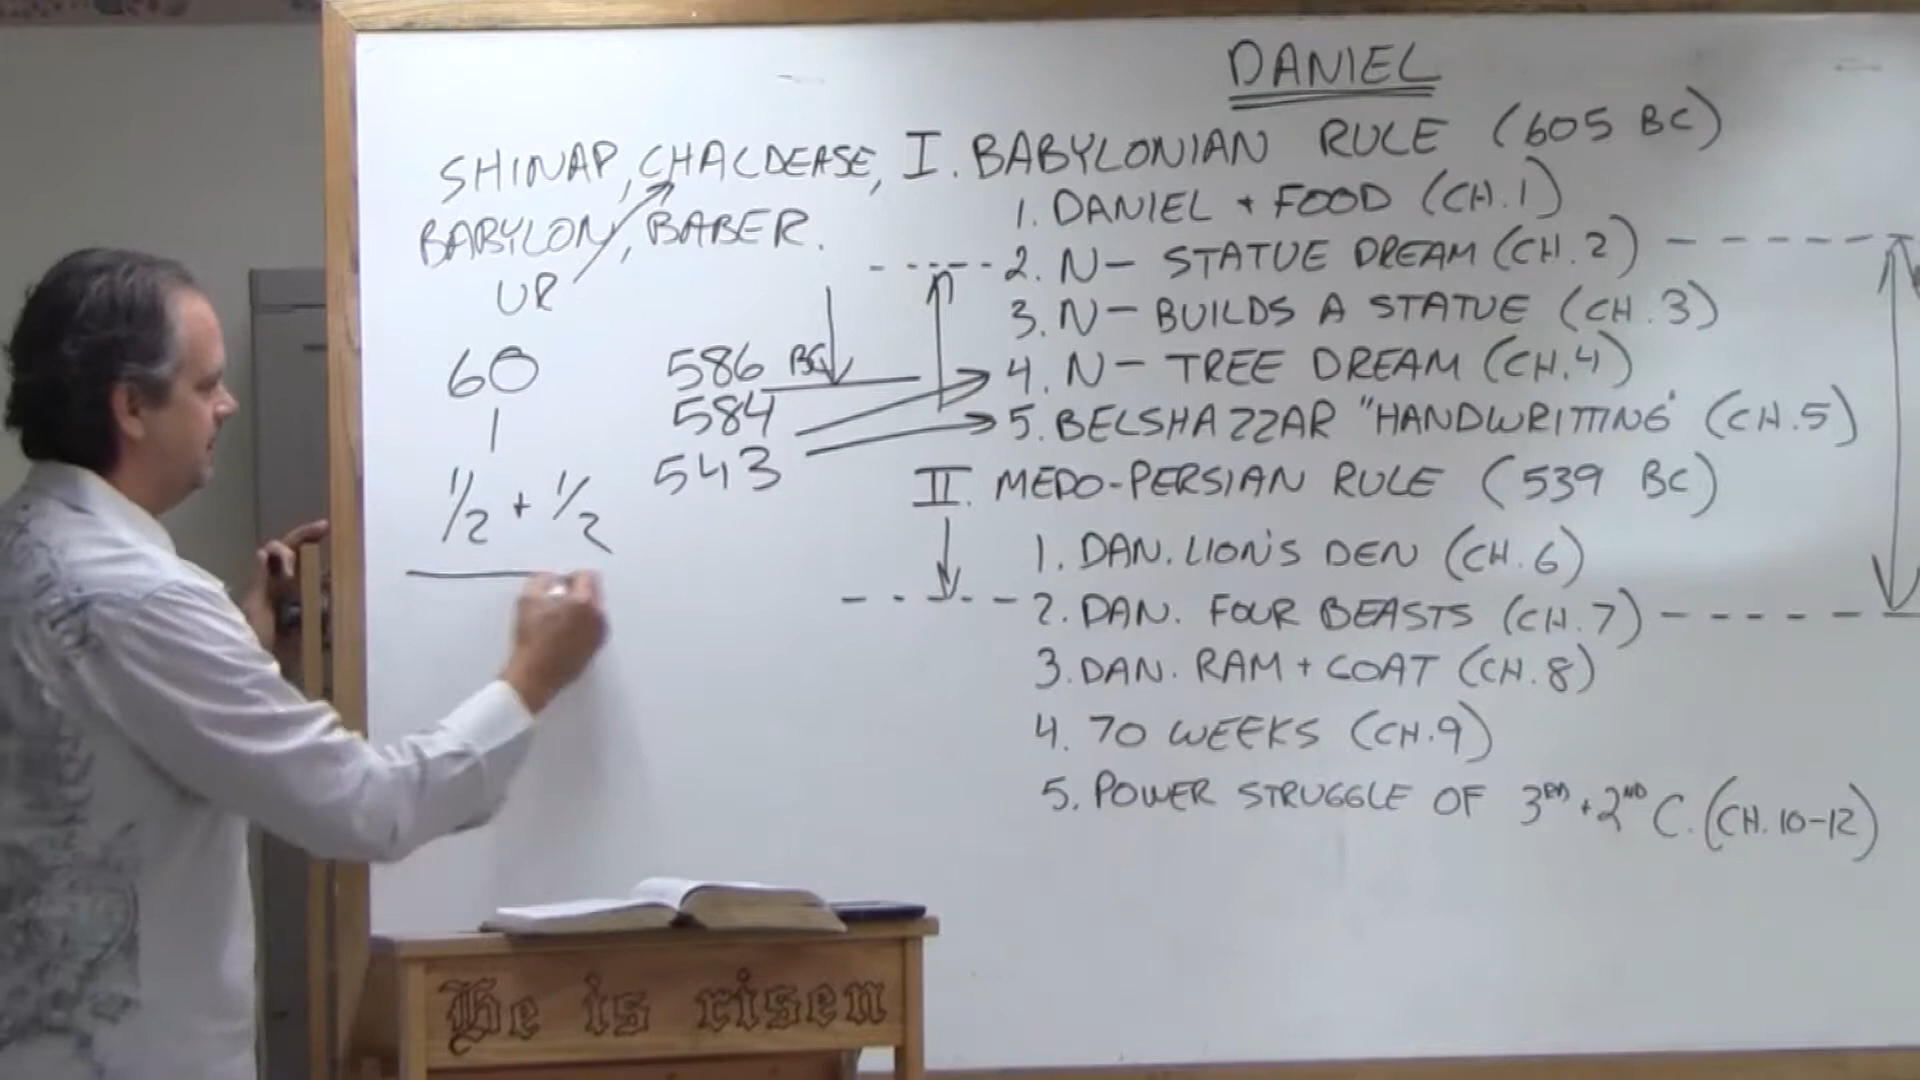 DANIEL
SHINAP, CHALDEASE,
BABYLON, BABER.
UR
60
1
1/2 + 1/2
586 BC
584
543
I. BABYLONIAN RULE (605 BC)
1. DANIEL + FOOD (CH.1)
2. N- STATUE DREAM (CH.2)
3. N- BUILDS A STATUE (CH.3)
4. N- TREE DREAM (CH.4)
5. BELSHAZZAR "HANDWRITTING" (CH.5)
II. MEDO-PERSIAN RULE (539 BC)
1. DAN. LION'S DEN (CH.6)
2. DAN. FOUR BEASTS (CH.7)
3. DAN. RAM + COAT (CH.8)
4. 70 WEEKS (CH.9)
5. POWER STRUGGLE OF 3RD + 2ND C. (CH.10-12)
He is risen